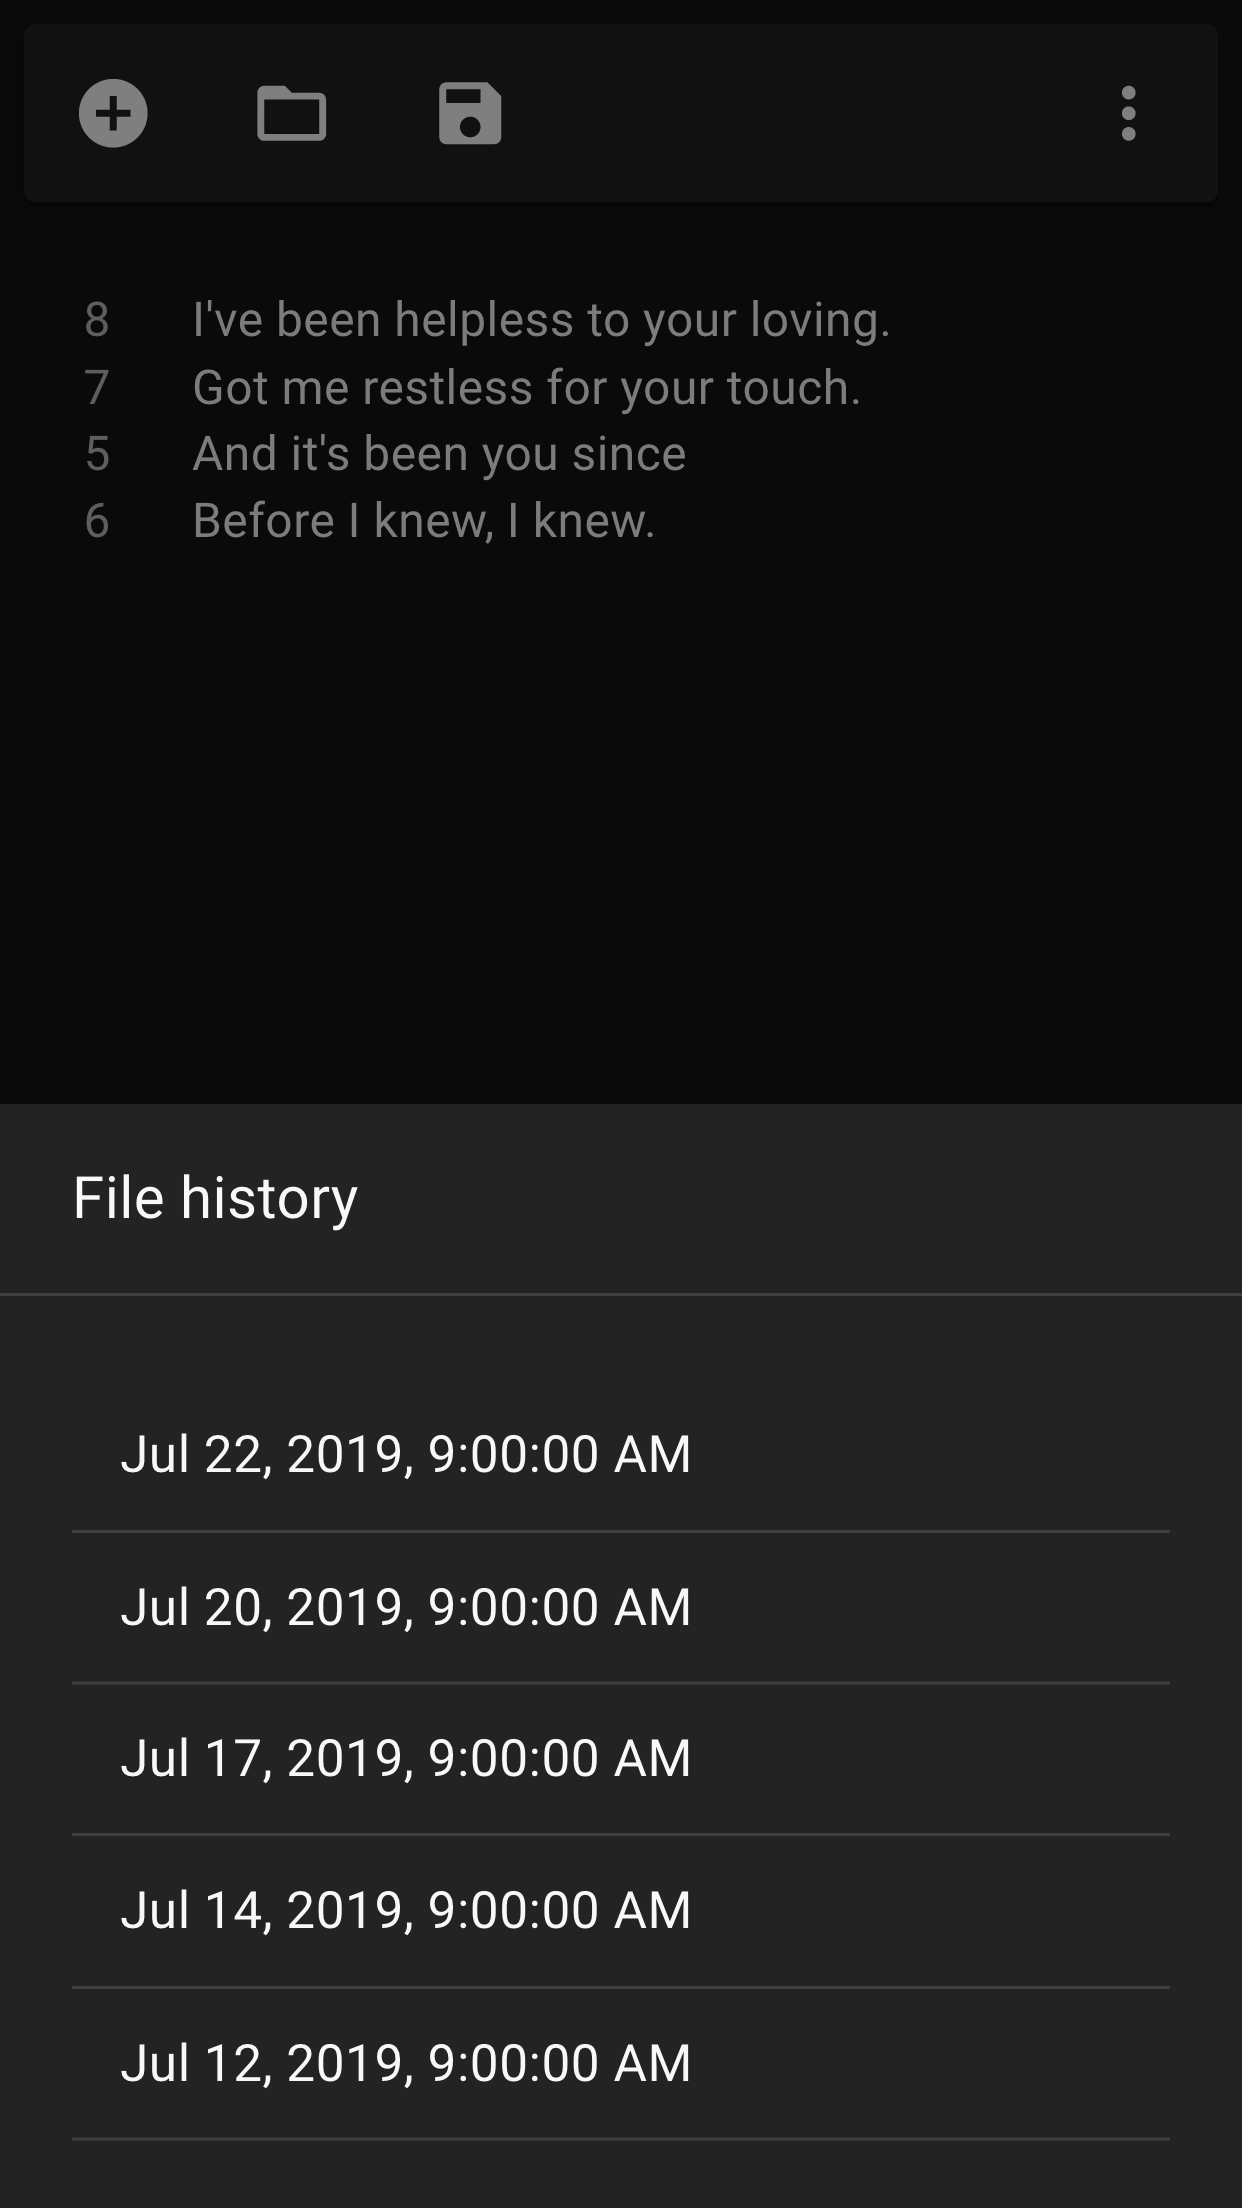 8 I've been helpless to your loving.
7 Got me restless for your touch.
5 And it's been you since
6 Before I knew, I knew.
File history
Jul 22, 2019, 9:00:00 AM
Jul 20, 2019, 9:00:00 AM
Jul 17, 2019, 9:00:00 AM
Jul 14, 2019, 9:00:00 AM
Jul 12, 2019, 9:00:00 AM